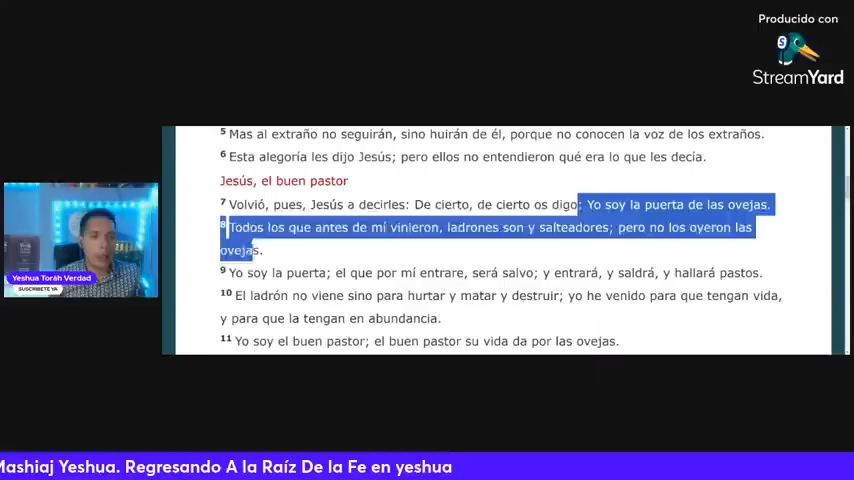 Producido con
StreamYard
5 Mas al extraño no seguirán, sino huirán de él, porque no conocen la voz de los extraños.
6 Esta alegoría les dijo Jesús; pero ellos no entendieron qué era lo que les decía.
Jesús, el buen pastor
7 Volvió, pues, Jesús a decirles: De cierto, de cierto os digo: Yo soy la puerta de las ovejas.
8 Todos los que antes de mí vinieron, ladrones son y salteadores; pero no los oyeron las
ovejas.
9 Yo soy la puerta; el que por mí entrare, será salvo; y entrará, y saldrá, y hallará pastos.
10 El ladrón no viene sino para hurtar y matar y destruir; yo he venido para que tengan vida,
y para que la tengan en abundancia.
11 Yo soy el buen pastor; el buen pastor su vida da por las ovejas.
Yeshua Toráh Verdad
SUSCRIBETE YA
Mashiaj Yeshua. Regresando A la Raíz De la Fe en yeshua